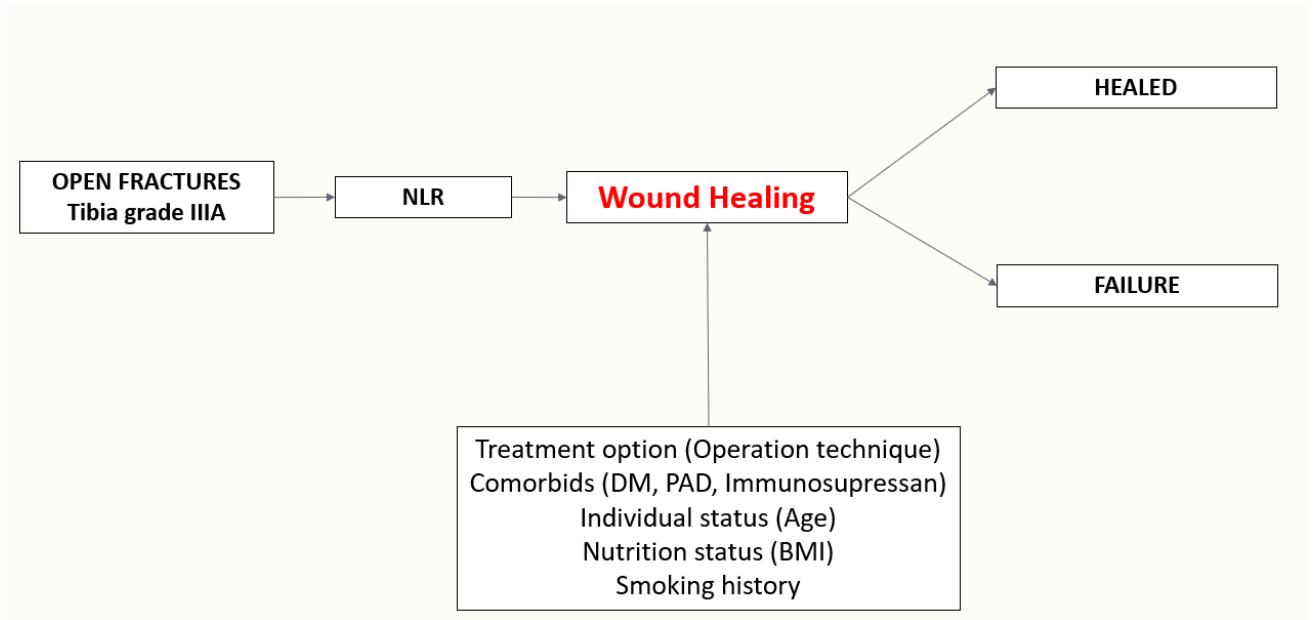 OPEN FRACTURES
Tibia grade IIIA
NLR
Wound Healing
HEALED
FAILURE
Treatment option (Operation technique)
Comorbids (DM, PAD, Immunosupressan)
Individual status (Age)
Nutrition status (BMI)
Smoking history